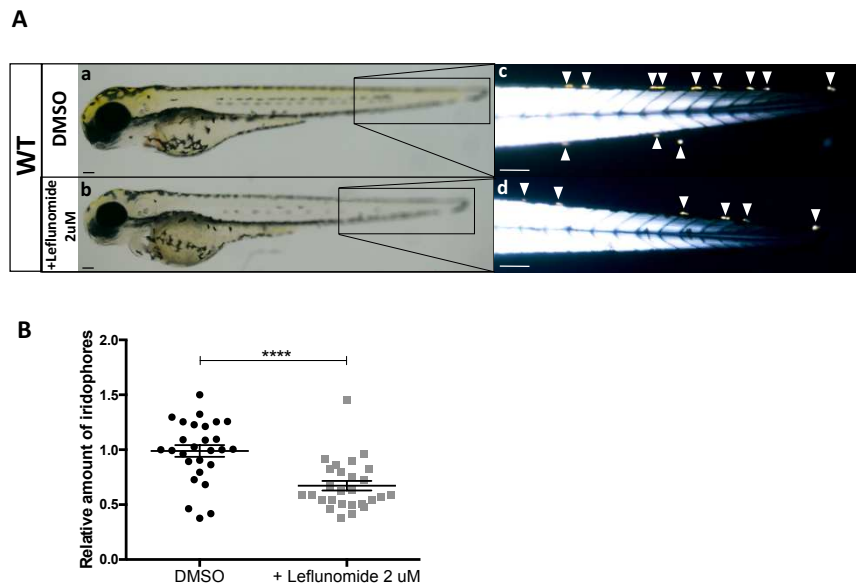 A
WT
DMSO
+Leflunomide
2uM
a
b
c
d
B
Relative amount of iridophores
2.0
1.5
1.0
0.5
0.0
****
DMSO
+ Leflunomide 2 uM